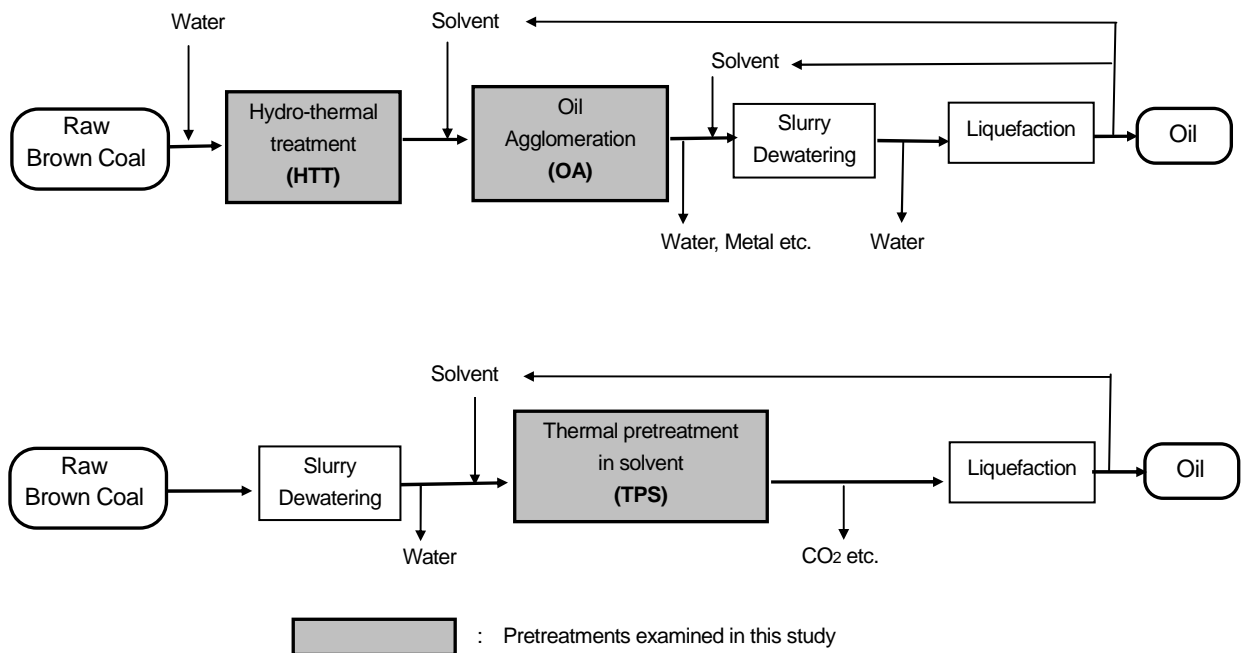 Water
Solvent
Solvent
Raw
Brown Coal
Hydro-thermal
treatment
(HTT)
Oil
Agglomeration
(OA)
Slurry
Dewatering
Liquefaction
Oil
Water, Metal etc.
Water
Solvent
Raw
Brown Coal
Slurry
Dewatering
Thermal pretreatment
in solvent
(TPS)
Liquefaction
Oil
Water
CO2 etc.
: Pretreatments examined in this study